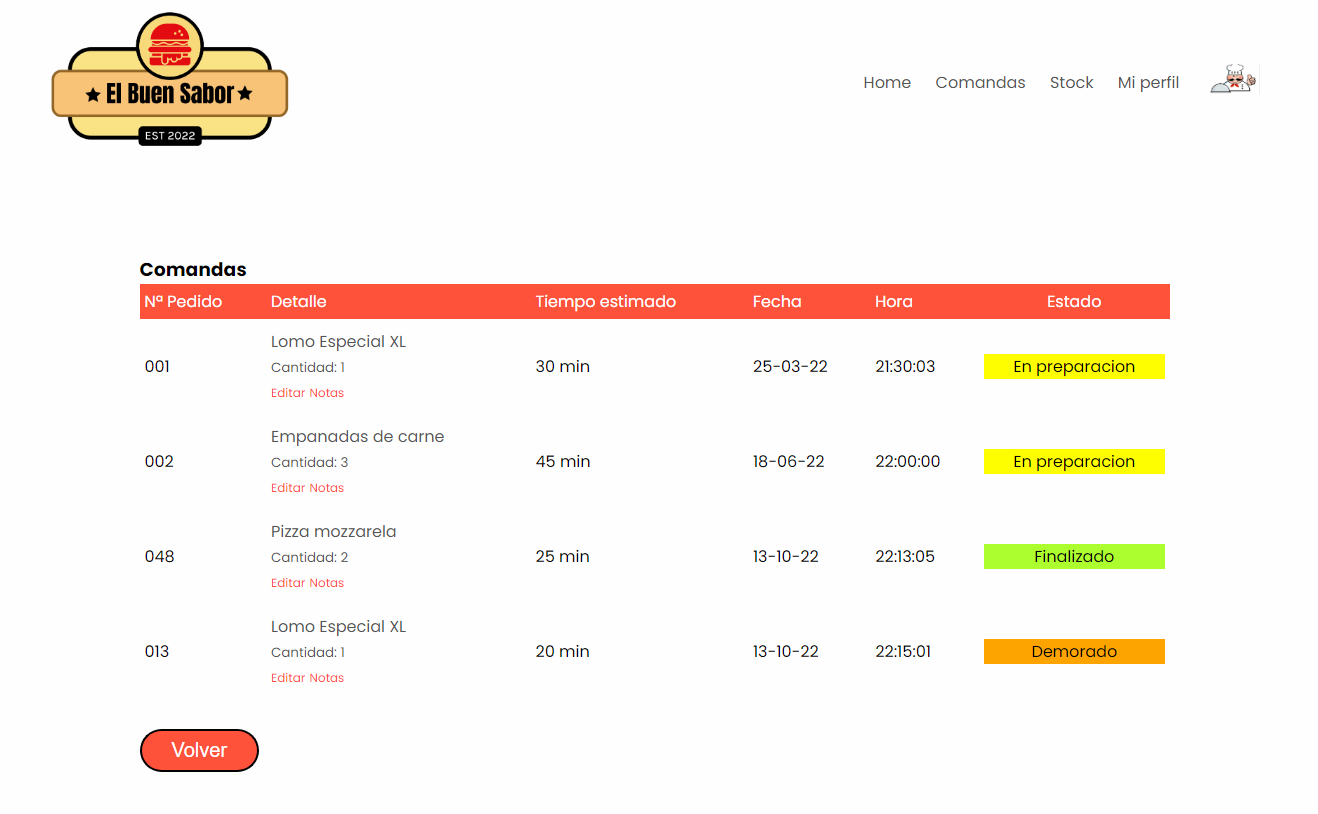 El Buen Sabor
EST 2022
Home Comandas Stock Mi perfil
Comandas
Nª Pedido Detalle Tiempo estimado Fecha Hora Estado
Lomo Especial XL
001 Cantidad: 1 30 min 25-03-22 21:30:03 En preparacion
Editar Notas
Empanadas de carne
002 Cantidad: 3 45 min 18-06-22 22:00:00 En preparacion
Editar Notas
Pizza mozzarela
048 Cantidad: 2 25 min 13-10-22 22:13:05 Finalizado
Editar Notas
Lomo Especial XL
013 Cantidad: 1 20 min 13-10-22 22:15:01 Demorado
Editar Notas
Volver